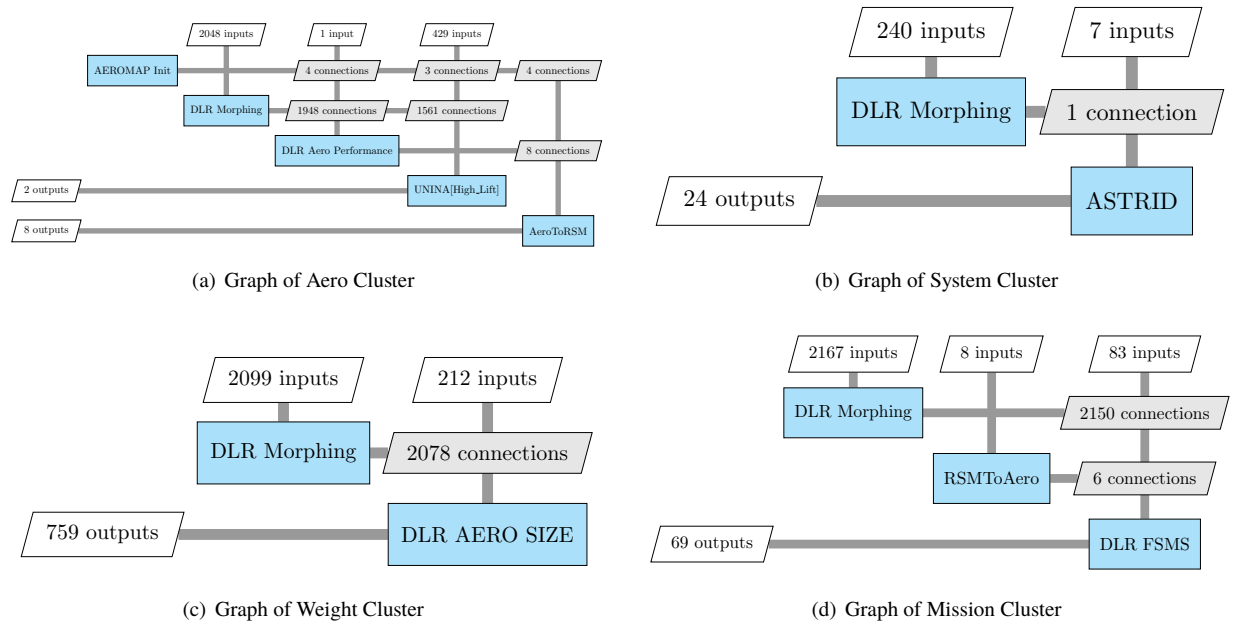 2048 inputs
1 input
429 inputs
AEROMAP Init
4 connections
3 connections
4 connections
DLR Morphing
1948 connections
1561 connections
DLR Aero Performance
8 connections
2 outputs
UNINA[High_Lift]
8 outputs
AeroToRSM
(a) Graph of Aero Cluster
240 inputs
7 inputs
DLR Morphing
1 connection
24 outputs
ASTRID
(b) Graph of System Cluster
2099 inputs
212 inputs
DLR Morphing
2078 connections
759 outputs
DLR AERO SIZE
(c) Graph of Weight Cluster
2167 inputs
8 inputs
83 inputs
DLR Morphing
2150 connections
RSMToAero
6 connections
69 outputs
DLR FSMS
(d) Graph of Mission Cluster